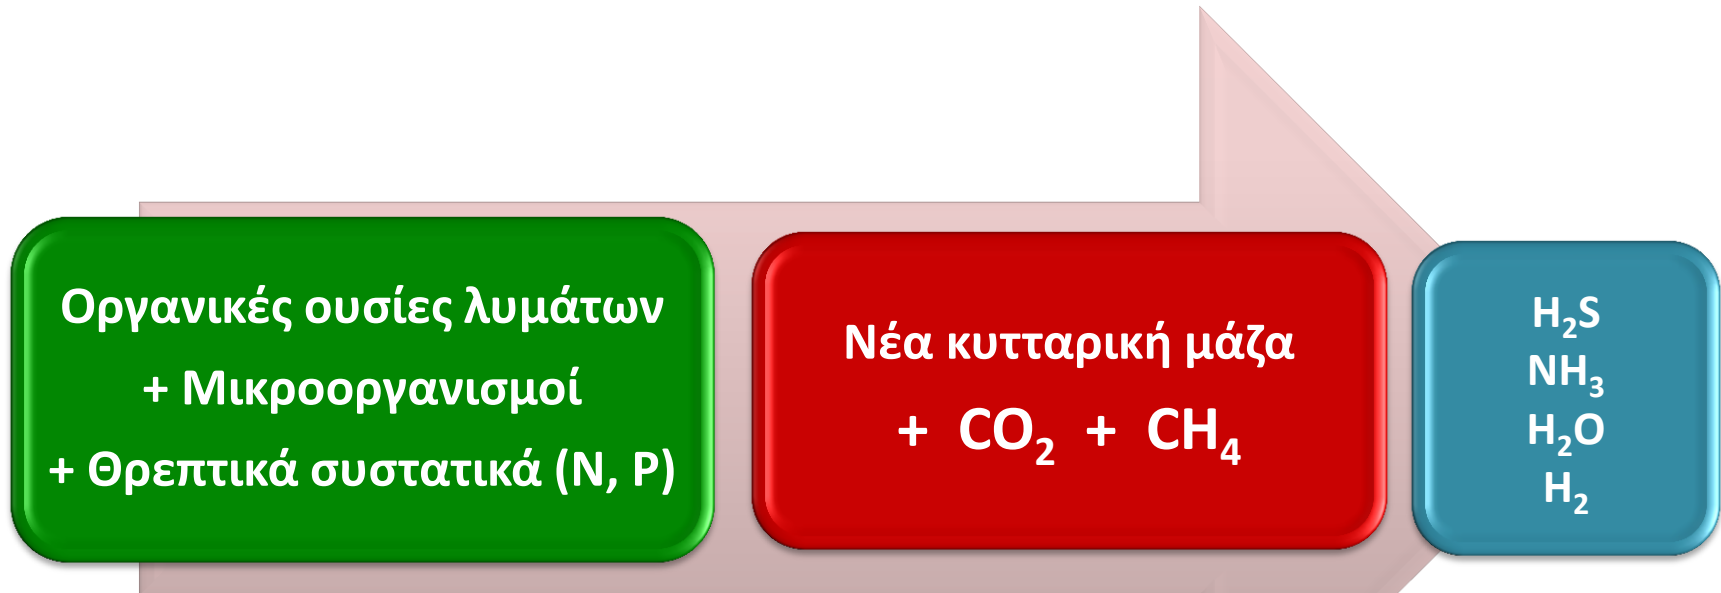 Οργανικές ουσίες λυμάτων
+ Μικροοργανισμοί
+ Θρεπτικά συστατικά (N, P)
Νέα κυτταρική μάζα
+ CO₂ + CH₄
H₂S
NH₃
H₂O
H₂